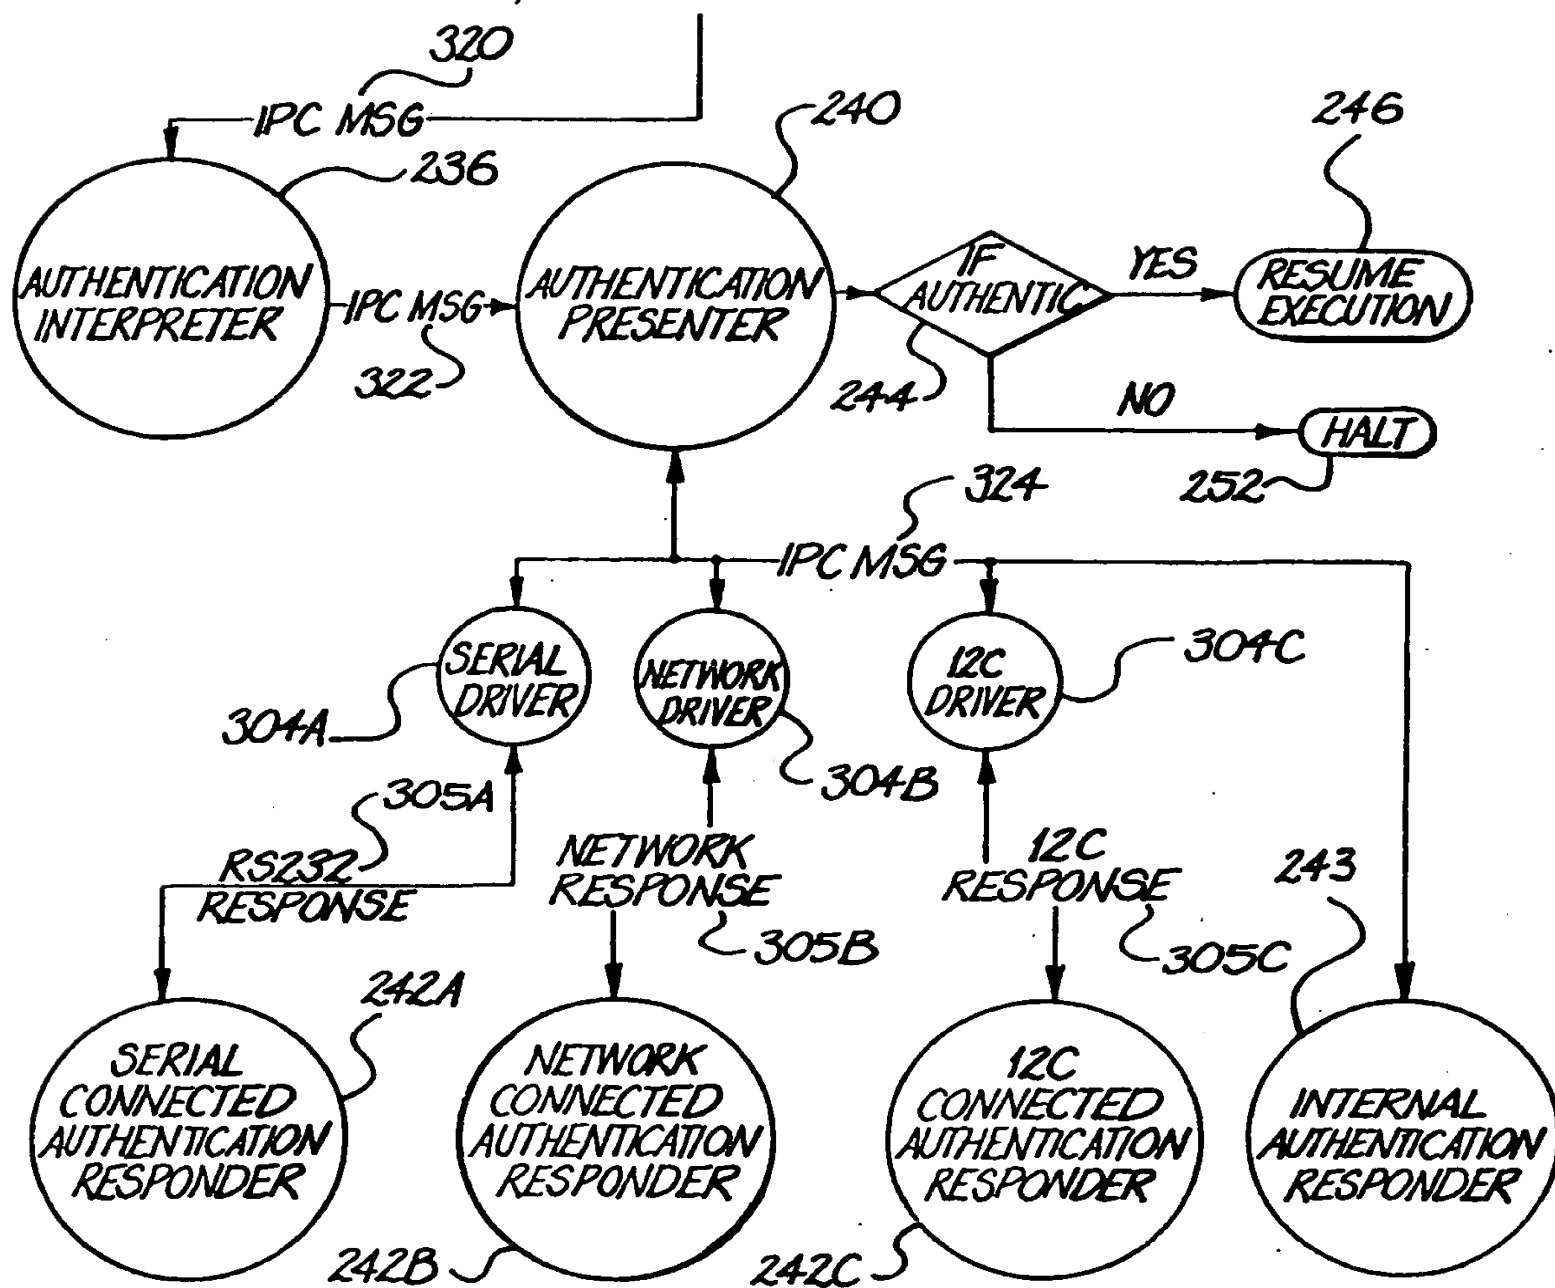 320
IPC MSG
240
246
236
AUTHENTICATION
INTERPRETER
IPC MSG
322
AUTHENTICATION
PRESENTER
IF
AUTHENTIC
244
YES
RESUME
EXECUTION
NO
HALT
252
324
IPC MSG
SERIAL
DRIVER
304A
NETWORK
DRIVER
304B
12C
DRIVER
304C
305A
RS232
RESPONSE
NETWORK
RESPONSE
305B
12C
RESPONSE
305C
243
242A
SERIAL
CONNECTED
AUTHENTICATION
RESPONDER
NETWORK
CONNECTED
AUTHENTICATION
RESPONDER
242B
12C
CONNECTED
AUTHENTICATION
RESPONDER
242C
INTERNAL
AUTHENTICATION
RESPONDER